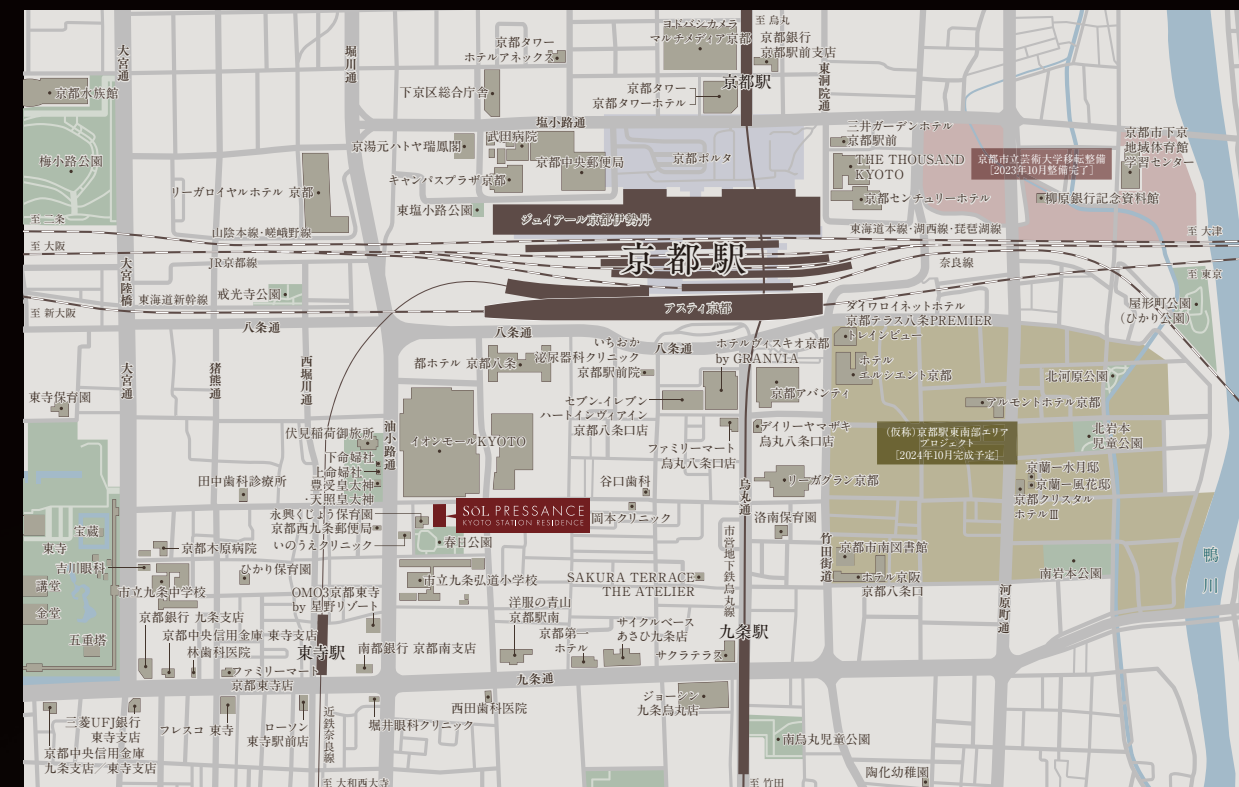 至 烏丸
ヨドバシカメラ
マルチメディア京都
京都銀行
京都駅前支店
京都タワー
ホテルアネックス
大宮通
堀川通
東洞院通
京都駅
京都水族館
下京区総合庁舎
京都タワー
京都タワーホテル
塩小路通
三井ガーデンホテル
京都駅前
京都市下京
地域体育館
学習センター
京湯元ハトヤ瑞鳳閣
武田病院
京都中央郵便局
京都ポルタ
THE THOUSAND
KYOTO
京都市立芸術大学移転整備
[2023年10月整備完了]
梅小路公園
リーガロイヤルホテル 京都
キャンパスプラザ京都
京都センチュリーホテル
柳原銀行記念資料館
東塩小路公園
ジェイアール京都伊勢丹
至 二条
山陰本線・嵯峨野線
東海道本線・湖西線・琵琶湖線
至 大津
至 大阪
JR京都線
京都駅
奈良線
至 東京
大宮陸橋
東海道新幹線
戒光寺公園
至 新大阪
アスティ京都
ダイワロイネットホテル
京都テラス八条PREMIER
屋形町公園
(ひかり公園)
八条通
八条通
八条通
トレインビュー
いちおか
泌尿器科クリニック
京都駅前院
ホテルヴィスキオ京都
by GRANVIA
都ホテル 京都八条
ホテル
エルシエント京都
大宮通
猪熊通
西堀川通
北河原公園
東寺保育園
セブン-イレブン
ハートインヴィアイン
京都八条口店
京都アバンティ
アルモントホテル京都
伏見稲荷御旅所
油小路通
イオンモールKYOTO
ファミリーマート
烏丸八条口店
デイリーヤマザキ
烏丸八条口店
(仮称)京都駅東南部エリア
プロジェクト
[2024年10月完成予定]
北岩本
児童公園
下命婦社
上命婦社
豊受皇大神
・天照皇大神
田中歯科診療所
谷口歯科
烏丸通
リーガグラン京都
京蘭-水月邸
京蘭-風花邸
京都クリスタル
ホテルⅢ
永興くじょう保育園
京都西九条郵便局
いのうえクリニック
SOL PRESSANCE
KYOTO STATION RESIDENCE
岡本クリニック
洛南保育園
春日公園
市営地下鉄烏丸線
竹田街道
宝蔵
東寺
京都木原病院
京都市南図書館
鴨川
吉川眼科
ひかり保育園
市立九条弘道小学校
SAKURA TERRACE
THE ATELIER
ホテル京阪
京都八条口
南岩本公園
講堂
市立九条中学校
OMO3京都東寺
by 星野リゾート
洋服の青山
京都駅南
河原町通
金堂
京都銀行 九条支店
京都中央信用金庫 東寺支店
サイクルベース
あさひ九条店
九条駅
五重塔
林歯科医院
東寺駅
南都銀行 京都南支店
京都第一
ホテル
サクラテラス
ファミリーマート
京都東寺店
九条通
三菱UFJ銀行
東寺支店
フレスコ 東寺
ローソン
東寺駅前店
近鉄奈良線
堀井眼科クリニック
西田歯科医院
ジョーシン
九条烏丸店
南烏丸児童公園
京都中央信用金庫
九条支店／東寺支店
至 大和西大寺
至 竹田
陶化幼稚園